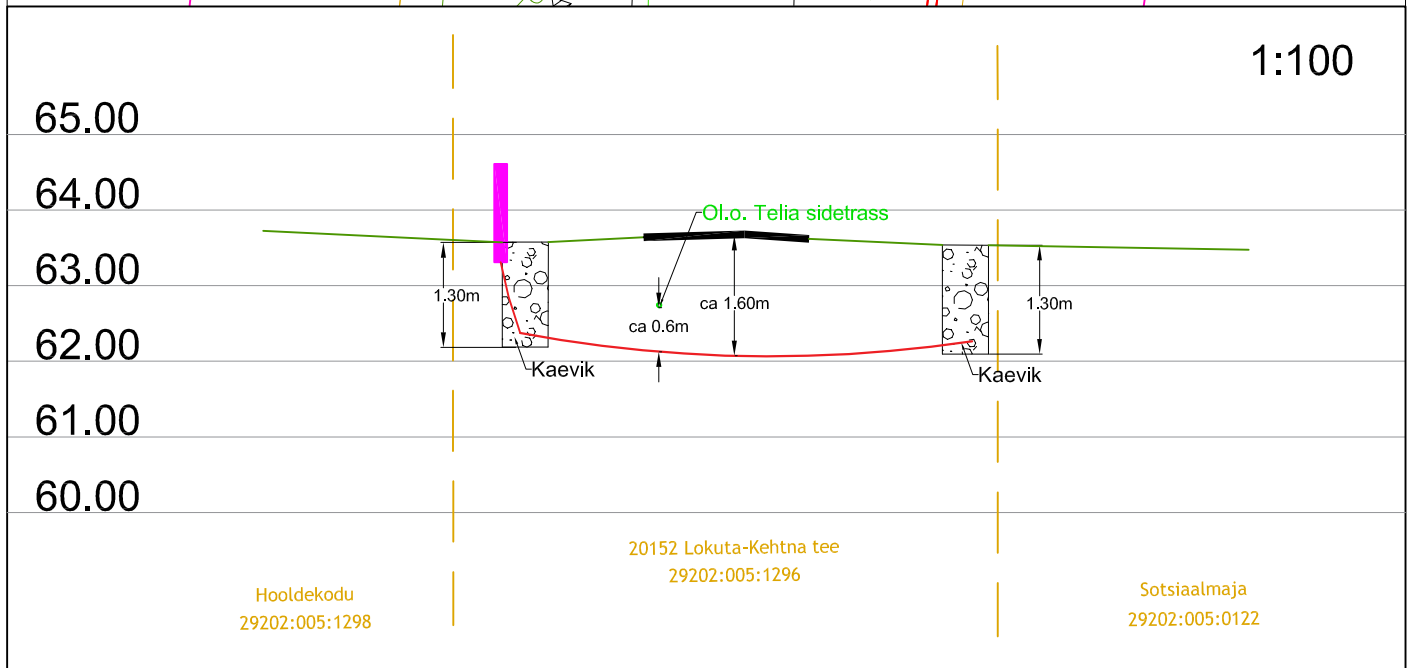 1:100
65.00
64.00
Ol.o. Telia sidetrass
63.00
1.30m
ca 1.60m
1.30m
ca 0.6m
62.00
Kaevik
Kaevik
61.00
60.00
20152 Lokuta-Kehtna tee
29202:005:1296
Hooldekodu
29202:005:1298
Sotsiaalmaja
29202:005:0122